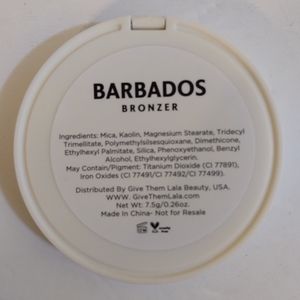 BARBADOS
BRONZER
Ingredients: Mica, Kaolin, Magnesium Stearate, Tridecyl
Trimellitate, Polymethylsilsesquioxane, Dimethicone,
Ethylhexyl Palmitate, Silica, Phenoxyethanol, Benzyl
Alcohol, Ethylhexylglycerin.
May Contain/Pigment: Titanium Dioxide (CI 77891),
Iron Oxides (CI 77491/CI 77492/CI 77499).
Distributed By Give Them Lala Beauty, USA.
WWW. GiveThemLala.com
Net Wt: 7.5g/0.26oz.
Made In China- Not for Resale